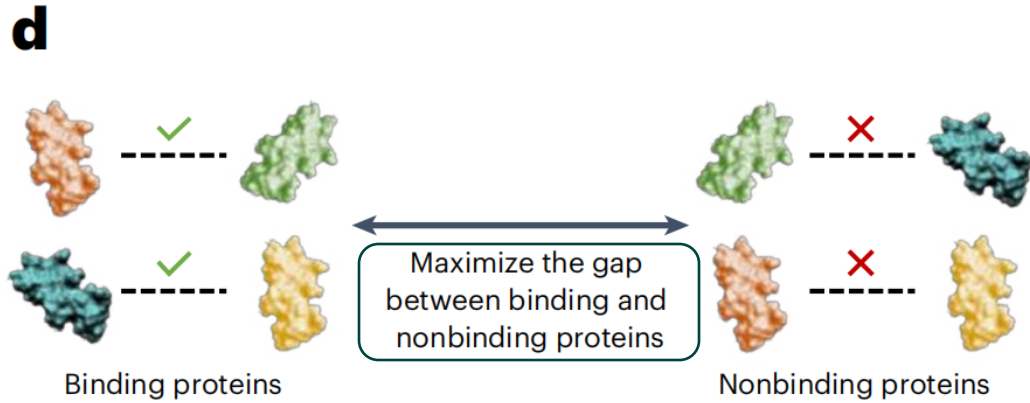 d
Maximize the gap
between binding and
nonbinding proteins
Binding proteins
Nonbinding proteins